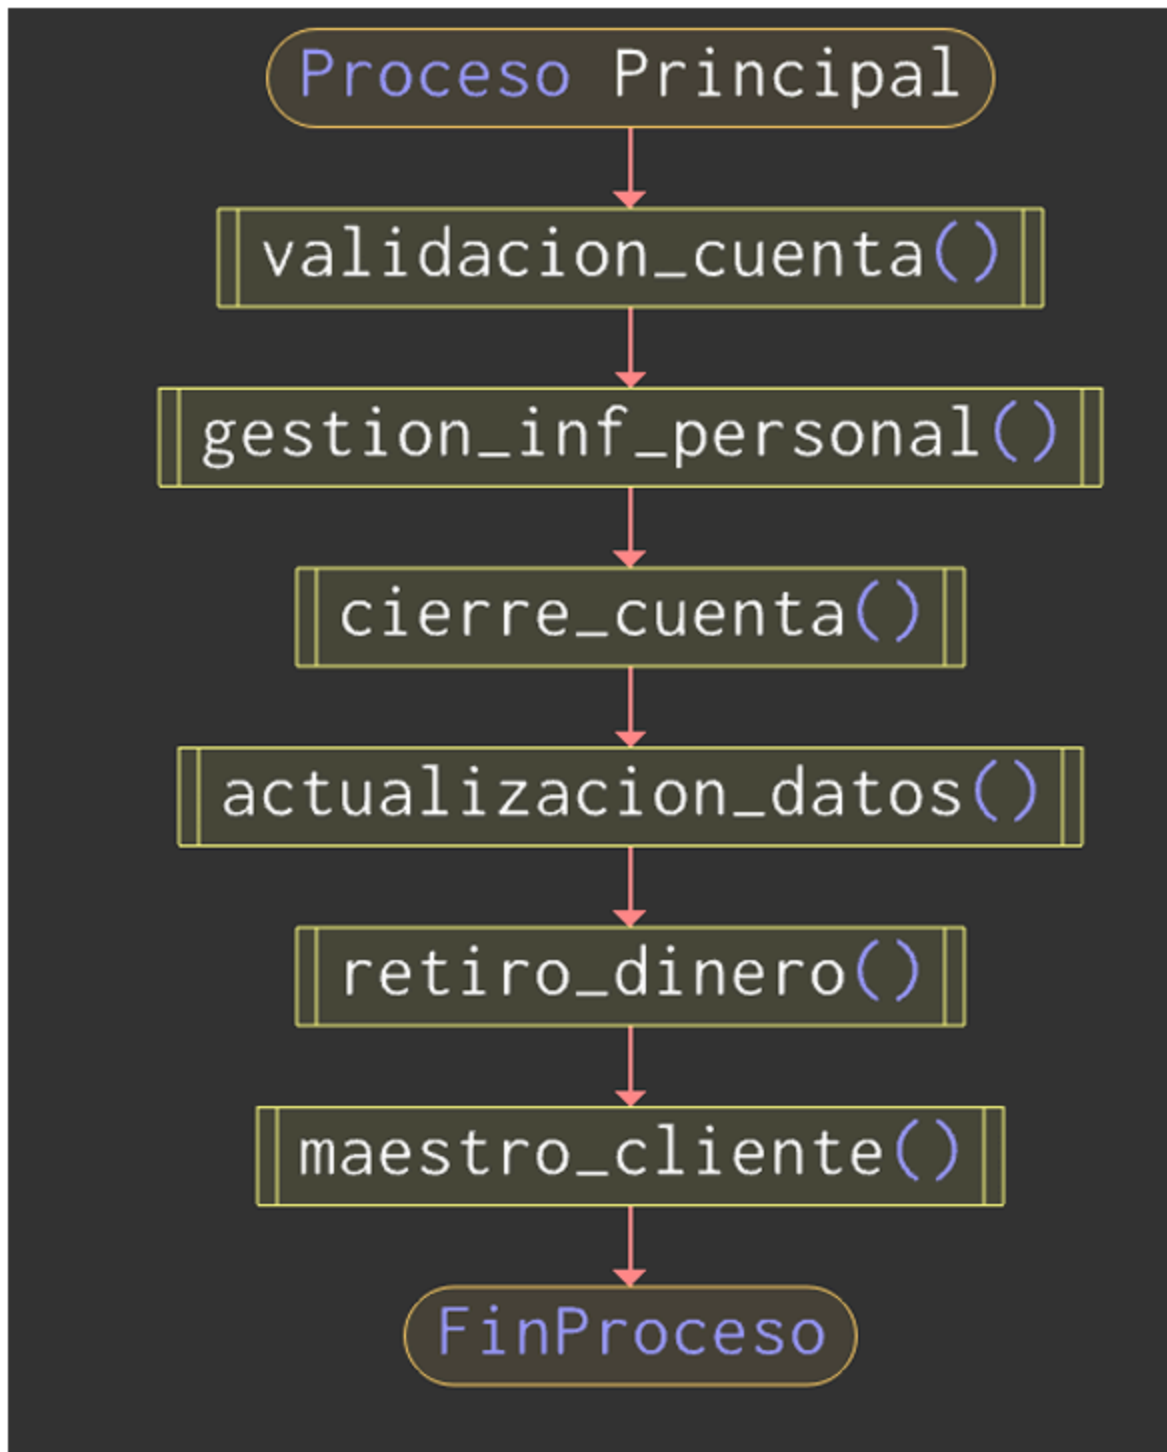 Proceso Principal
validacion_cuenta()
gestion_inf_personal()
cierre_cuenta()
actualizacion_datos()
retiro_dinero()
maestro_cliente()
FinProceso